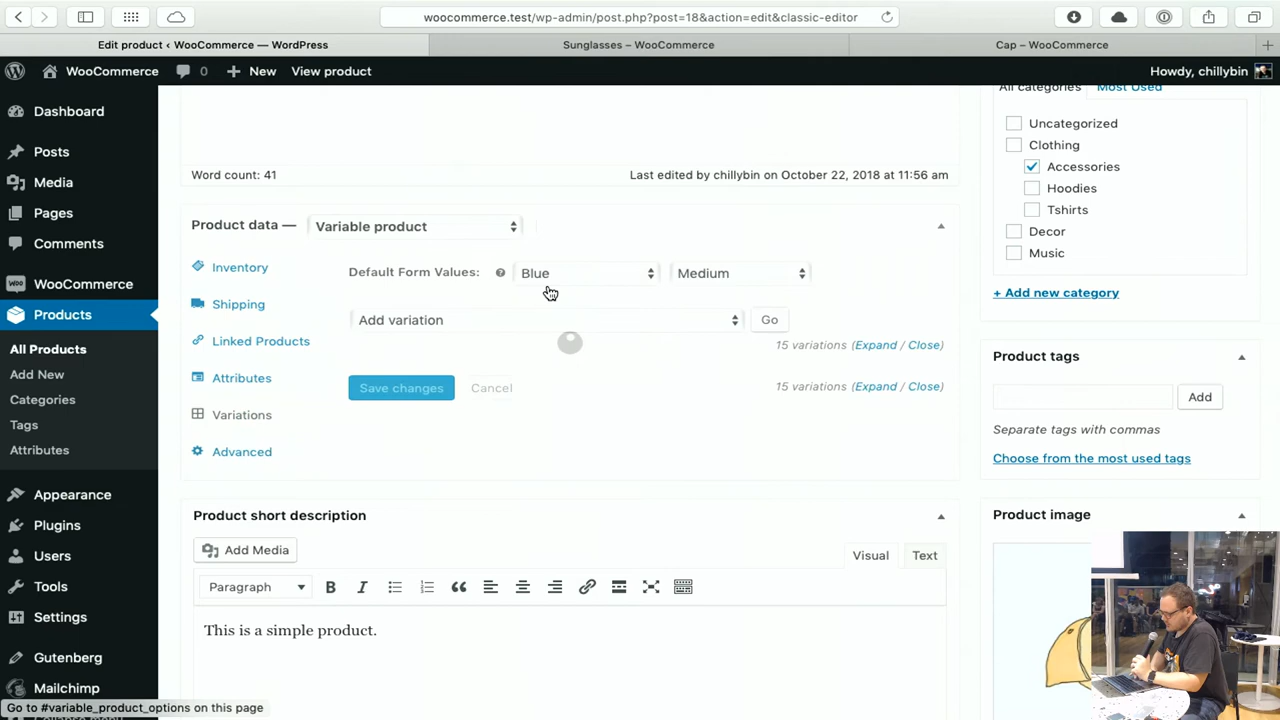 woocommerce.test/wp-admin/post.php?post=18&action=edit&classic-editor
Edit product ‹ WooCommerce — WordPress
Sunglasses – WooCommerce
Cap – WooCommerce
WooCommerce
0
New
View product
Howdy, chillybin
Dashboard
Posts
Media
Pages
Comments
WooCommerce
Products
All Products
Add New
Categories
Tags
Attributes
Appearance
Plugins
Users
Tools
Settings
Gutenberg
Mailchimp
Go to #variable_product_options on this page
Word count: 41
Last edited by chillybin on October 22, 2018 at 11:56 am
Product data —
Variable product
Inventory
Shipping
Linked Products
Attributes
Variations
Advanced
Default Form Values:
Blue
Medium
Add variation
Go
15 variations (Expand / Close)
Save changes
Cancel
15 variations (Expand / Close)
Product short description
Add Media
Visual
Text
Paragraph
B
I
This is a simple product.
All categories
Most Used
Uncategorized
Clothing
Accessories
Hoodies
Tshirts
Decor
Music
+ Add new category
Product tags
Add
Separate tags with commas
Choose from the most used tags
Product image